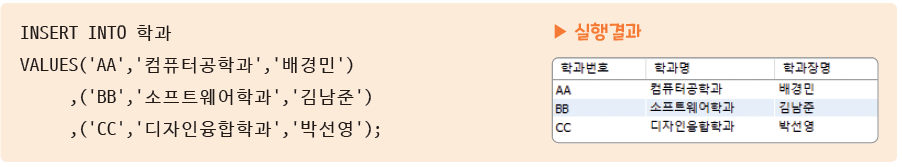 INSERT INTO 학과
VALUES('AA','컴퓨터공학과','배경민')
,('BB','소프트웨어학과','김남준')
,('CC','디자인융합학과','박선영');
▶ 실행결과
학과번호 학과명 학과장명
AA 컴퓨터공학과 배경민
BB 소프트웨어학과 김남준
CC 디자인융합학과 박선영